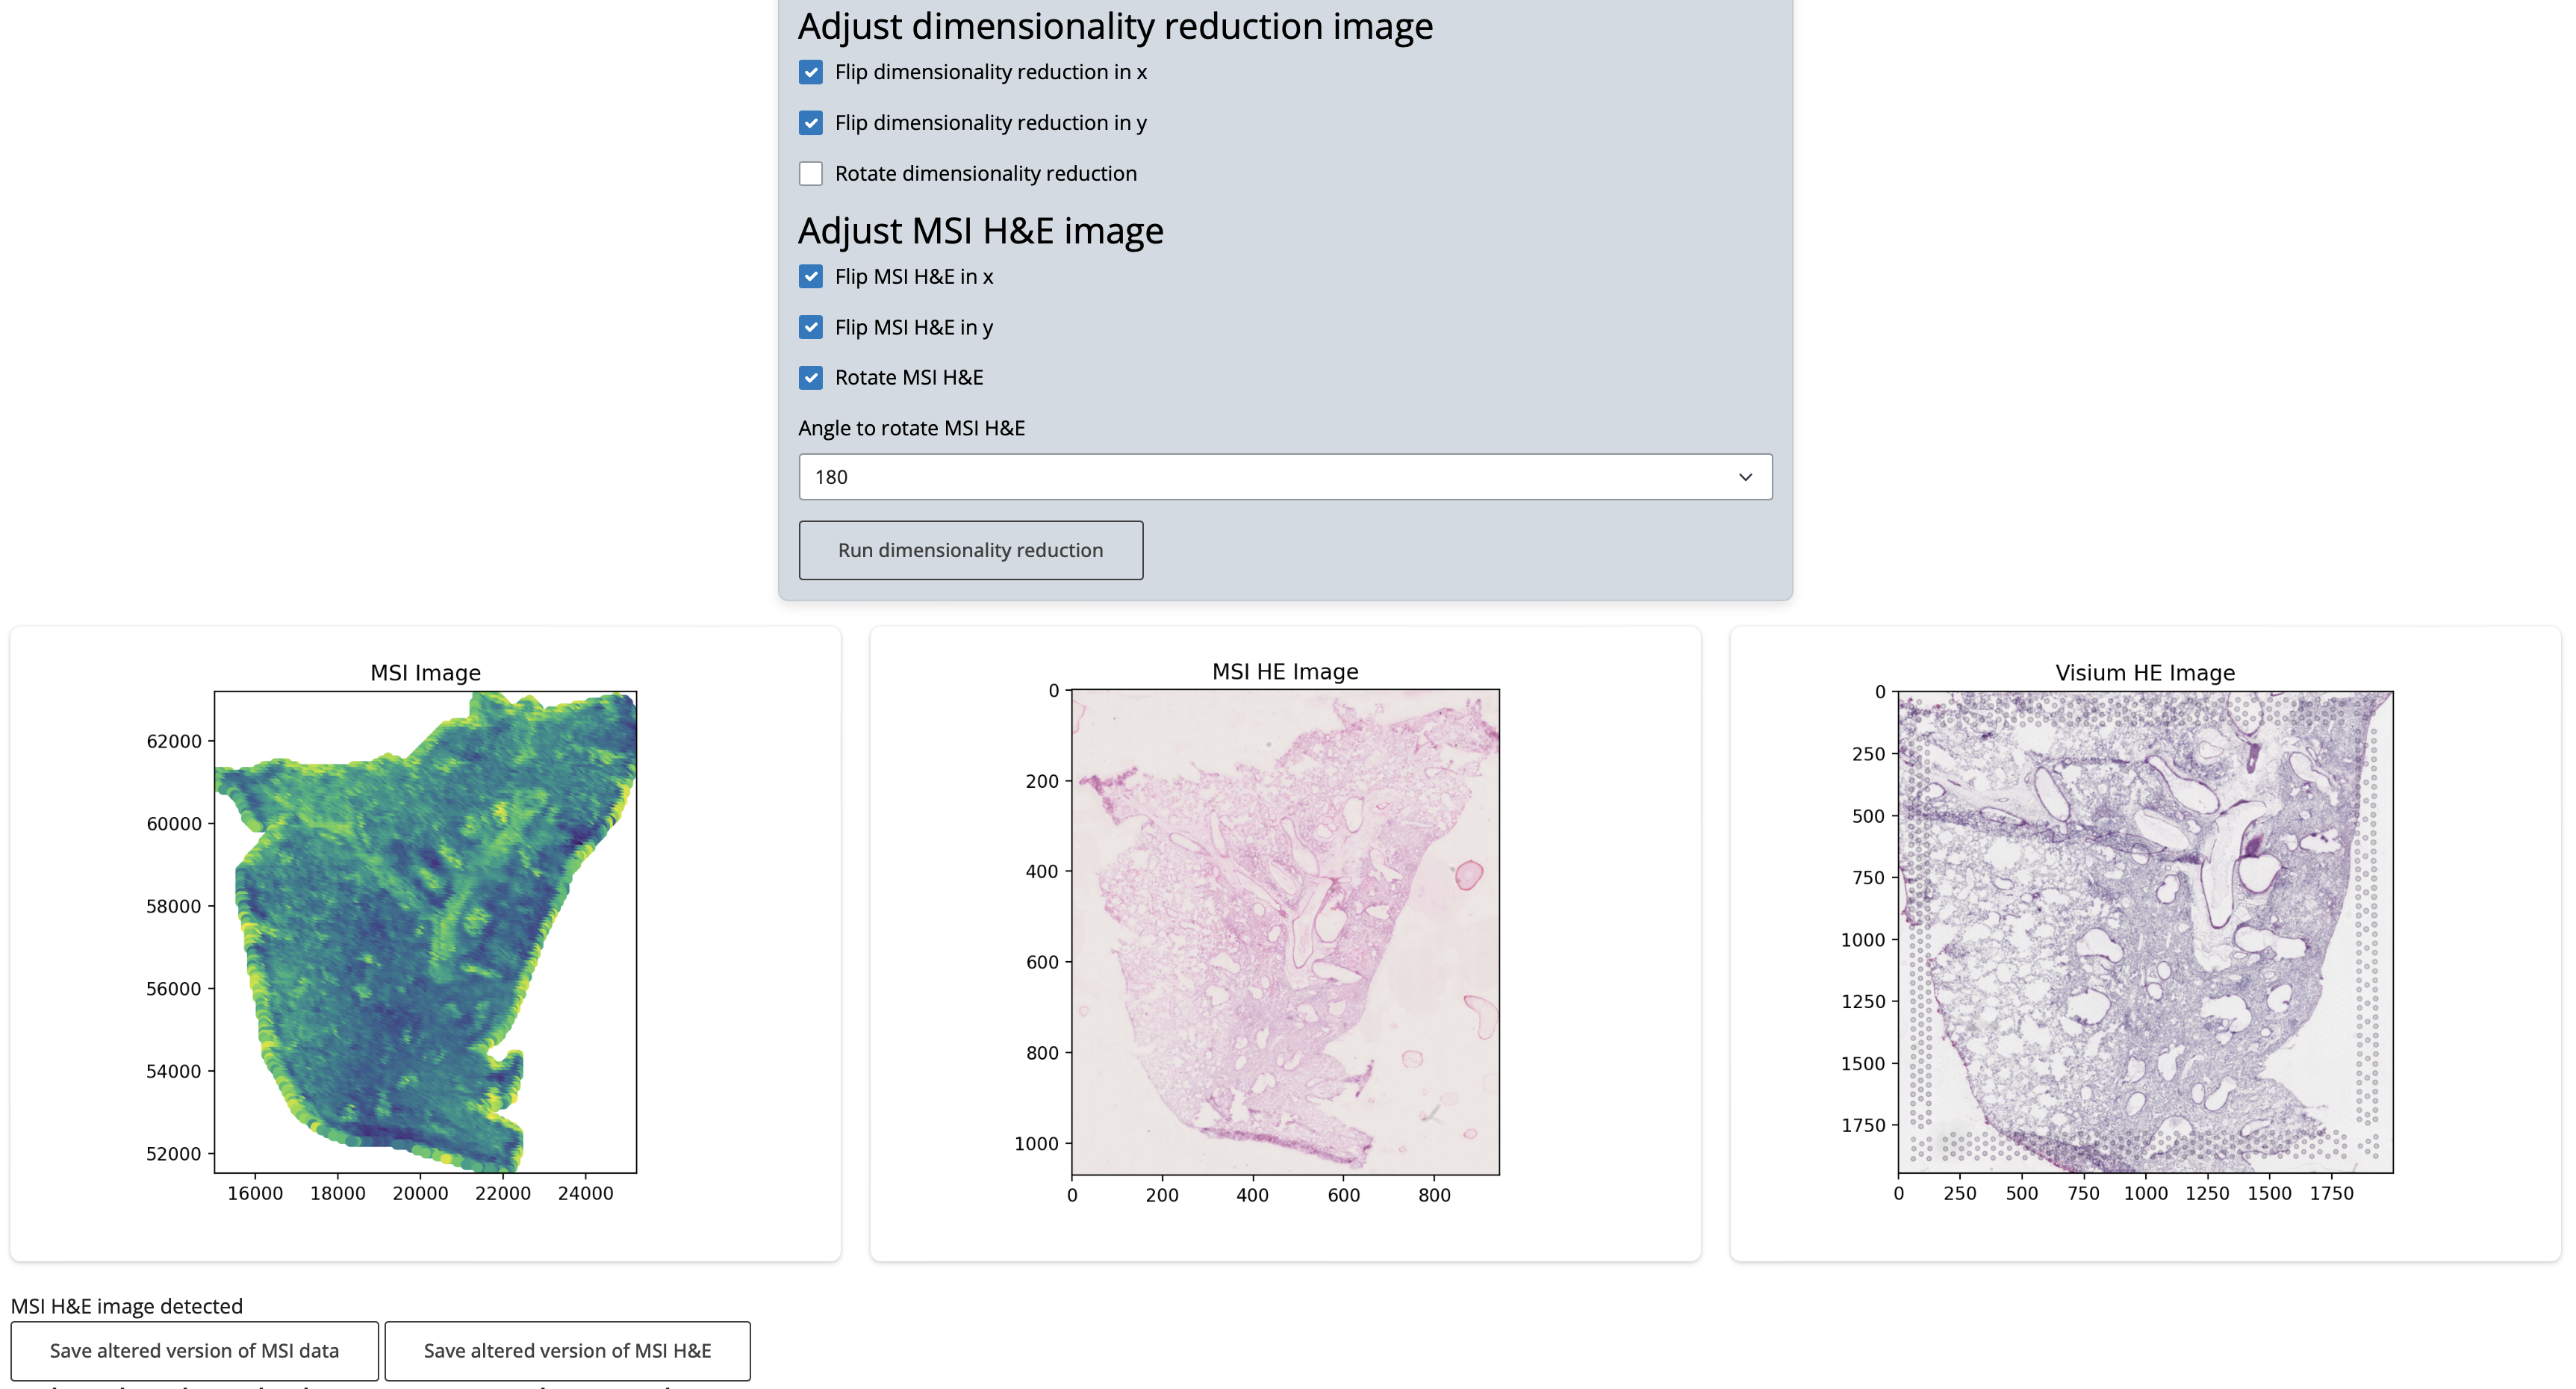 Adjust dimensionality reduction image
Flip dimensionality reduction in x
Flip dimensionality reduction in y
Rotate dimensionality reduction
Adjust MSI H&E image
Flip MSI H&E in x
Flip MSI H&E in y
Rotate MSI H&E
Angle to rotate MSI H&E
180
Run dimensionality reduction
MSI Image
62000
60000
58000
56000
54000
52000
16000 18000 20000 22000 24000
MSI HE Image
0
200
400
600
800
1000
0 200 400 600 800
Visium HE Image
0
250
500
750
1000
1250
1500
1750
0 250 500 750 1000 1250 1500 1750
MSI H&E image detected
Save altered version of MSI data
Save altered version of MSI H&E